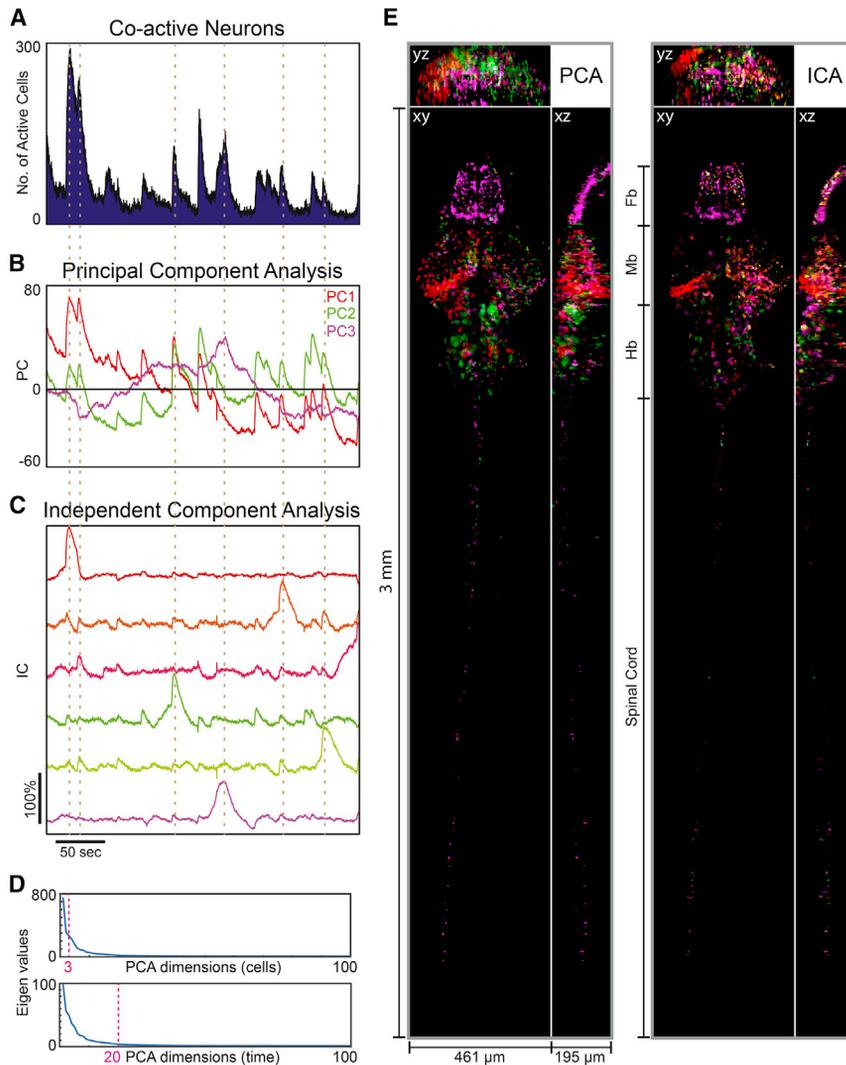 A
Co-active Neurons
300
No. of Active Cells
0
B
Principal Component Analysis
80
PC1
PC2
PC3
PC
0
-60
C
Independent Component Analysis
IC
100%
50 sec
D
800
0
3
PCA dimensions (cells)
100
Eigen values
100
0
20
PCA dimensions (time)
100
E
yz
PCA
xy
xz
3 mm
461 µm
195 µm
yz
ICA
xy
xz
Fb
Mb
Hb
Spinal Cord